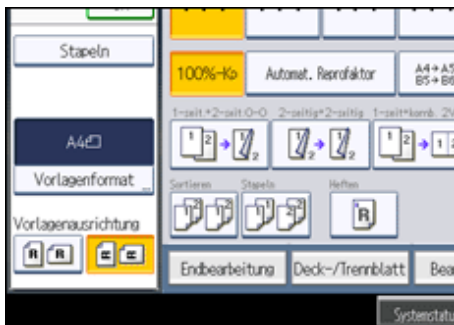 Stapeln
100%-Ko
Automat. Reprofaktor
A4→A5
B5→B6
1-seit.→2-seit.O-O
2-seitig→2-seitig
1-seit→komb. 2V
A4
Vorlagenformat
Sortieren
Stapeln
Heften
Vorlagenausrichtung
Endbearbeitung
Deck-/Trennblatt
Bea
Systemstatu